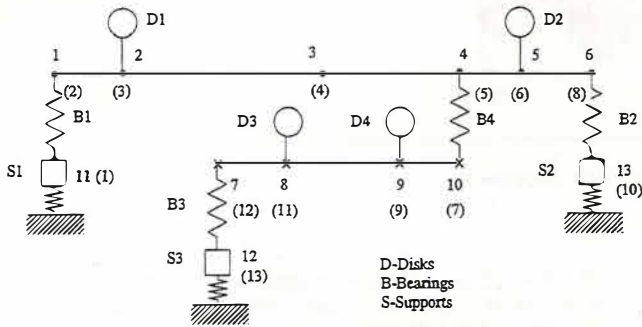 D1
D2
1
2
3
4
5
6
(2)
(3)
(4)
(5)
(6)
(8)
B1
D3
D4
B4
B2
S1
11 (1)
7
8
9
10
S2
13
(10)
B3
(12)
(11)
(9)
(7)
S3
12
(13)
D-Disks
B-Bearings
S-Supports